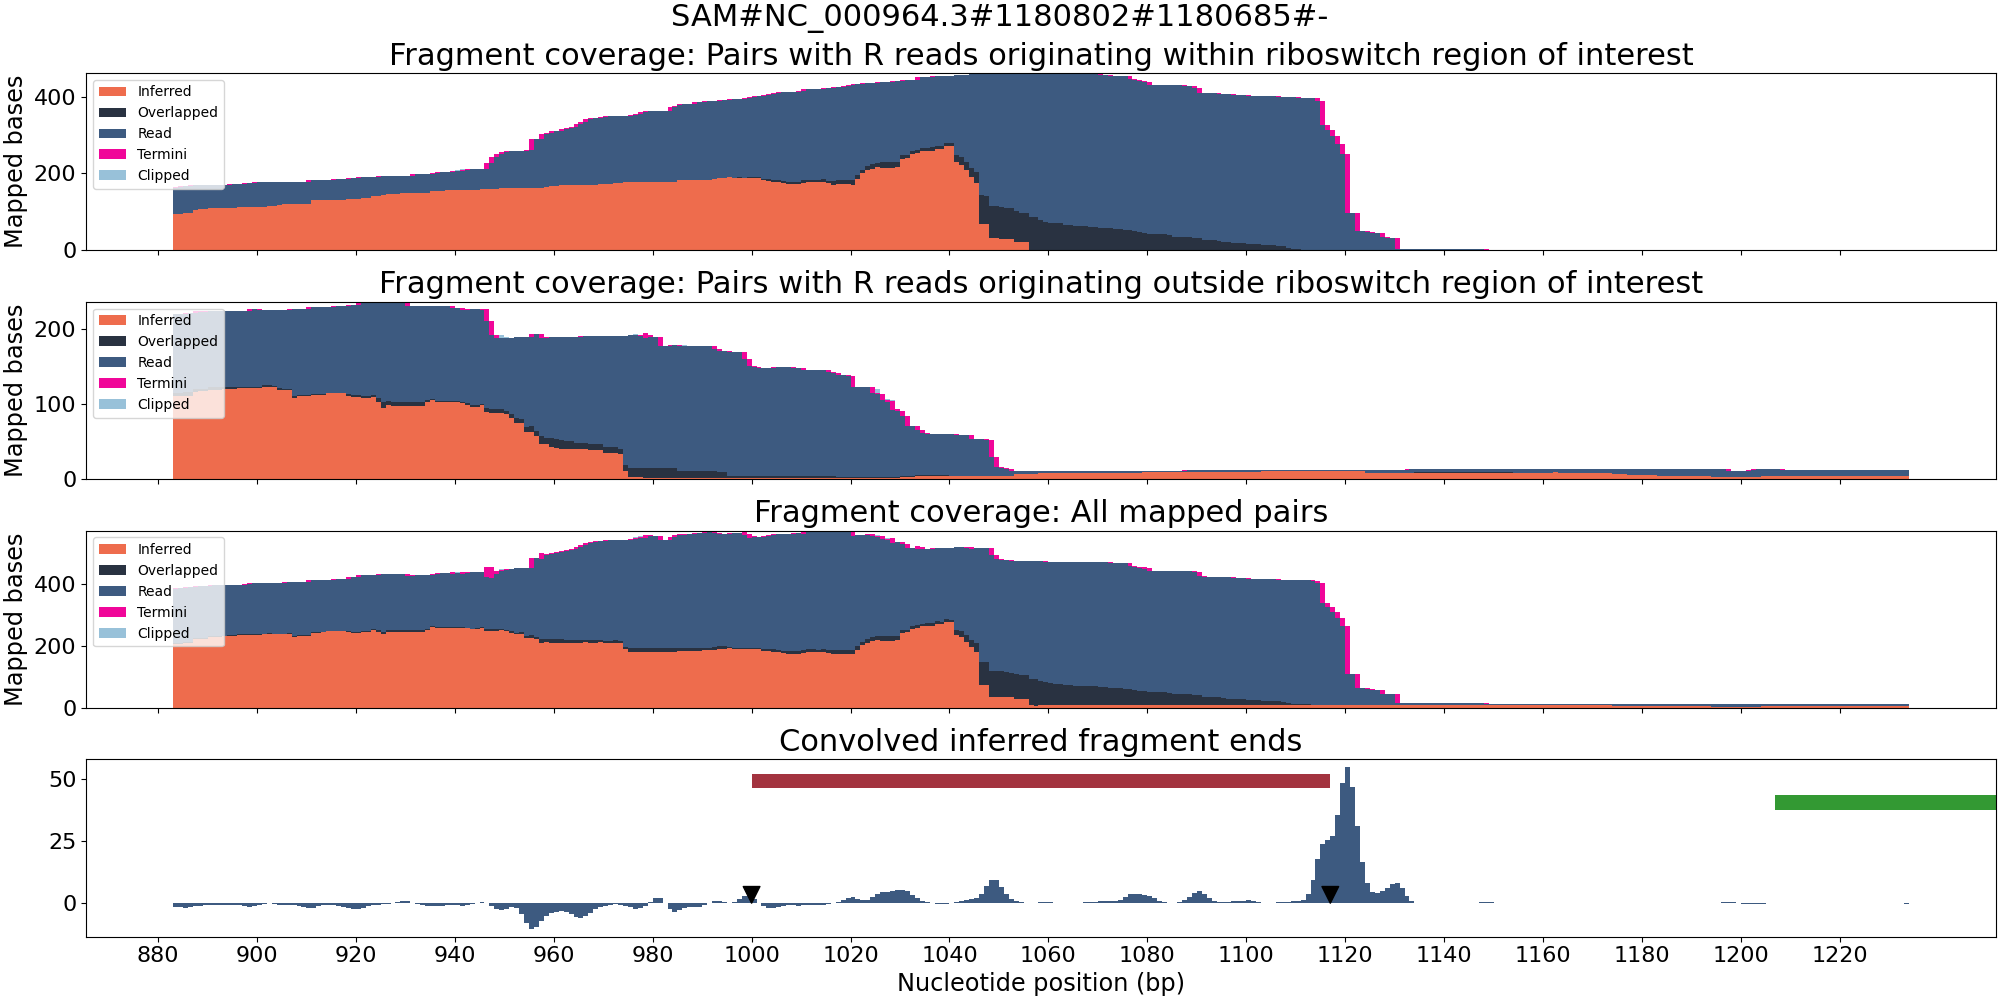 SAM#NC_000964.3#1180802#1180685#-
Fragment coverage: Pairs with R reads originating within riboswitch region of interest
Mapped bases
400
200
0
Inferred
Overlapped
Read
Termini
Clipped
Fragment coverage: Pairs with R reads originating outside riboswitch region of interest
Mapped bases
200
100
0
Inferred
Overlapped
Read
Termini
Clipped
Fragment coverage: All mapped pairs
Mapped bases
400
200
0
Inferred
Overlapped
Read
Termini
Clipped
Convolved inferred fragment ends
50
25
0
880 900 920 940 960 980 1000 1020 1040 1060 1080 1100 1120 1140 1160 1180 1200 1220
Nucleotide position (bp)